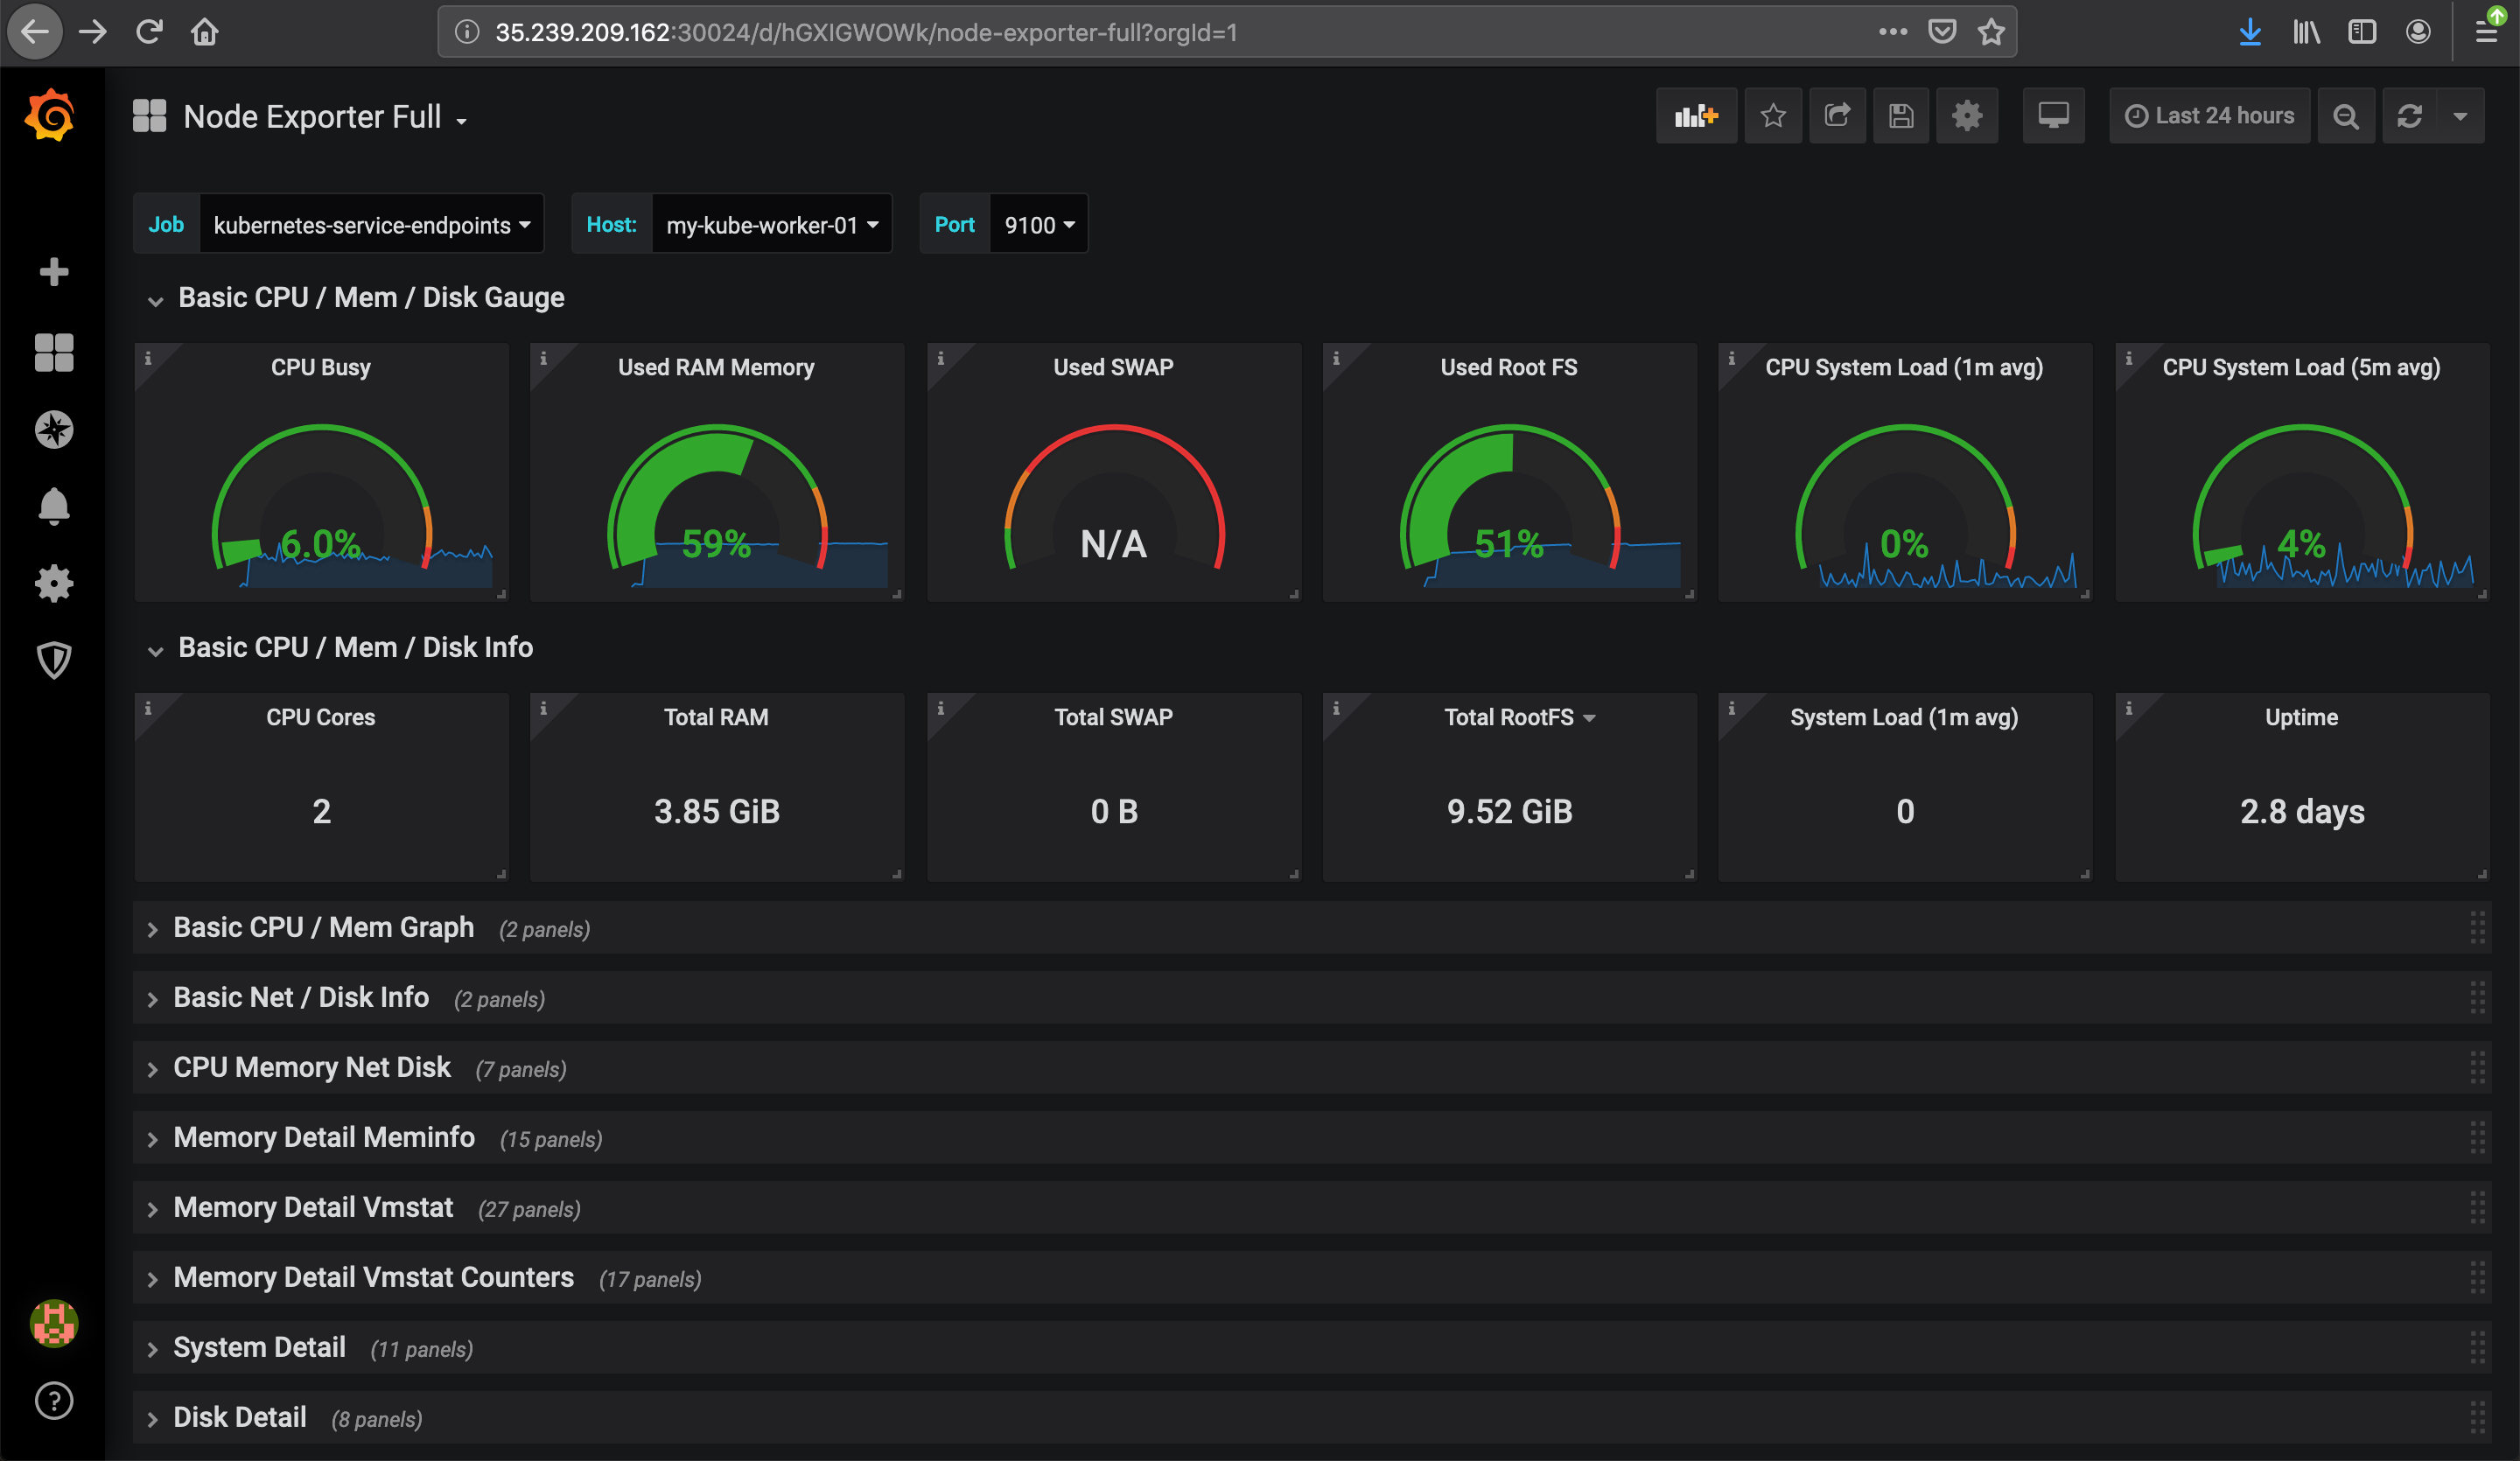 35.239.209.162:30024/d/hGXIGWOWk/node-exporter-full?orgId=1
Node Exporter Full
Last 24 hours
Job kubernetes-service-endpoints Host: my-kube-worker-01 Port 9100
Basic CPU / Mem / Disk Gauge
CPU Busy Used RAM Memory Used SWAP Used Root FS CPU System Load (1m avg) CPU System Load (5m avg)
6.0% 59% N/A 51% 0% 4%
Basic CPU / Mem / Disk Info
CPU Cores Total RAM Total SWAP Total RootFS System Load (1m avg) Uptime
2 3.85 GiB 0 B 9.52 GiB 0 2.8 days
Basic CPU / Mem Graph (2 panels)
Basic Net / Disk Info (2 panels)
CPU Memory Net Disk (7 panels)
Memory Detail Meminfo (15 panels)
Memory Detail Vmstat (27 panels)
Memory Detail Vmstat Counters (17 panels)
System Detail (11 panels)
Disk Detail (8 panels)